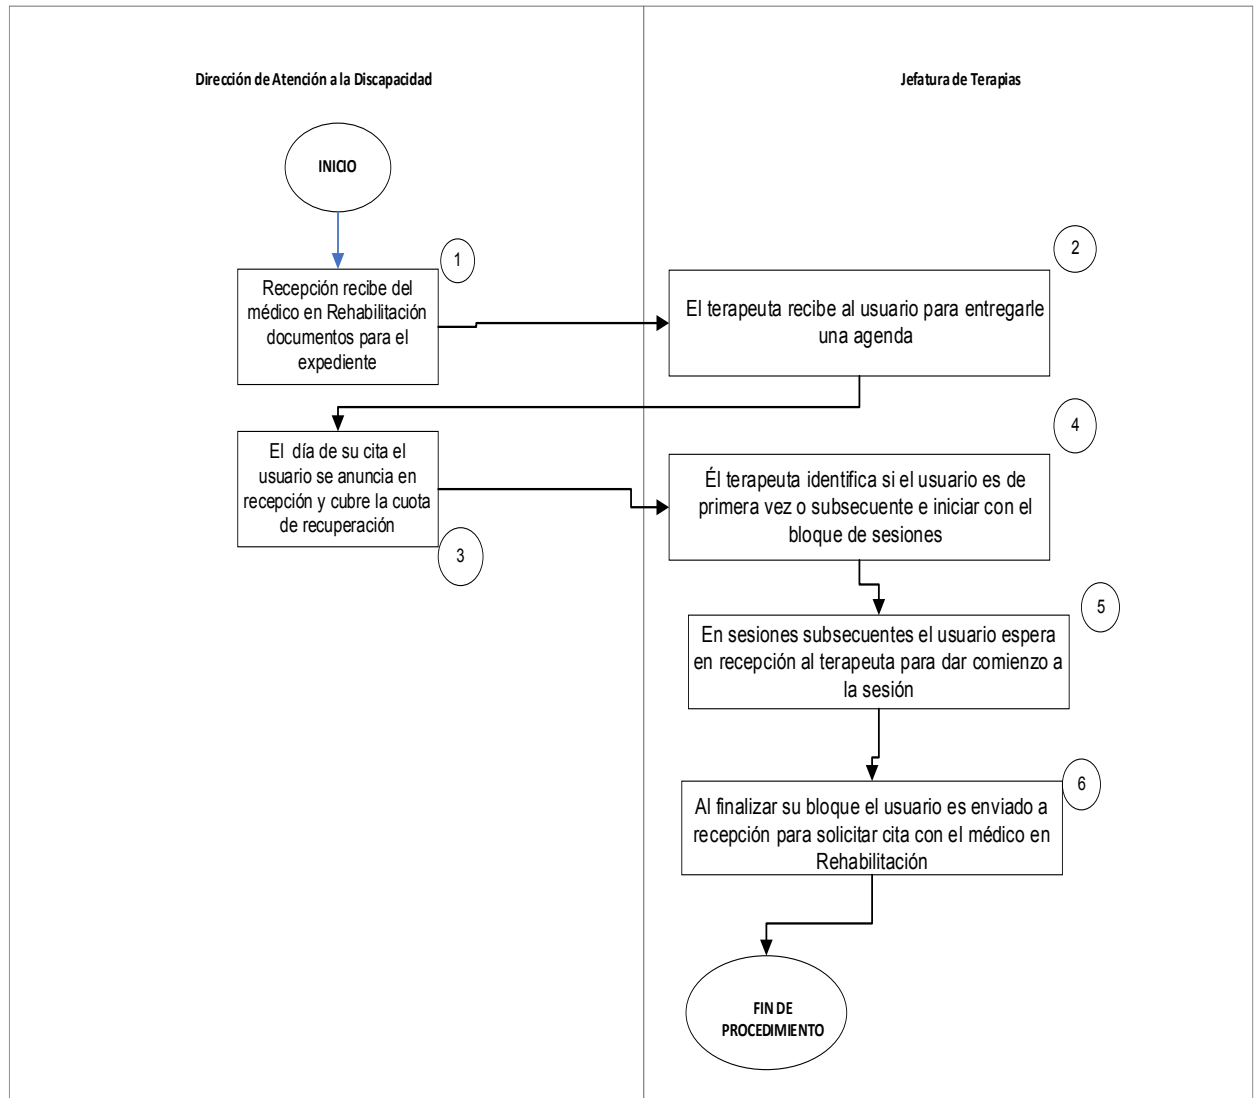 Dirección de Atención a la Discapacidad
Jefatura de Terapias
INICIO
1
Recepción recibe del
médico en Rehabilitación
documentos para el
expediente
2
El terapeuta recibe al usuario para entregarle
una agenda
El día de su cita el
usuario se anuncia en
recepción y cubre la cuota
de recuperación
3
4
Él terapeuta identifica si el usuario es de
primera vez o subsecuente e iniciar con el
bloque de sesiones
5
En sesiones subsecuentes el usuario espera
en recepción al terapeuta para dar comienzo a
la sesión
6
Al finalizar su bloque el usuario es enviado a
recepción para solicitar cita con el médico en
Rehabilitación
FIN DE
PROCEDIMIENTO